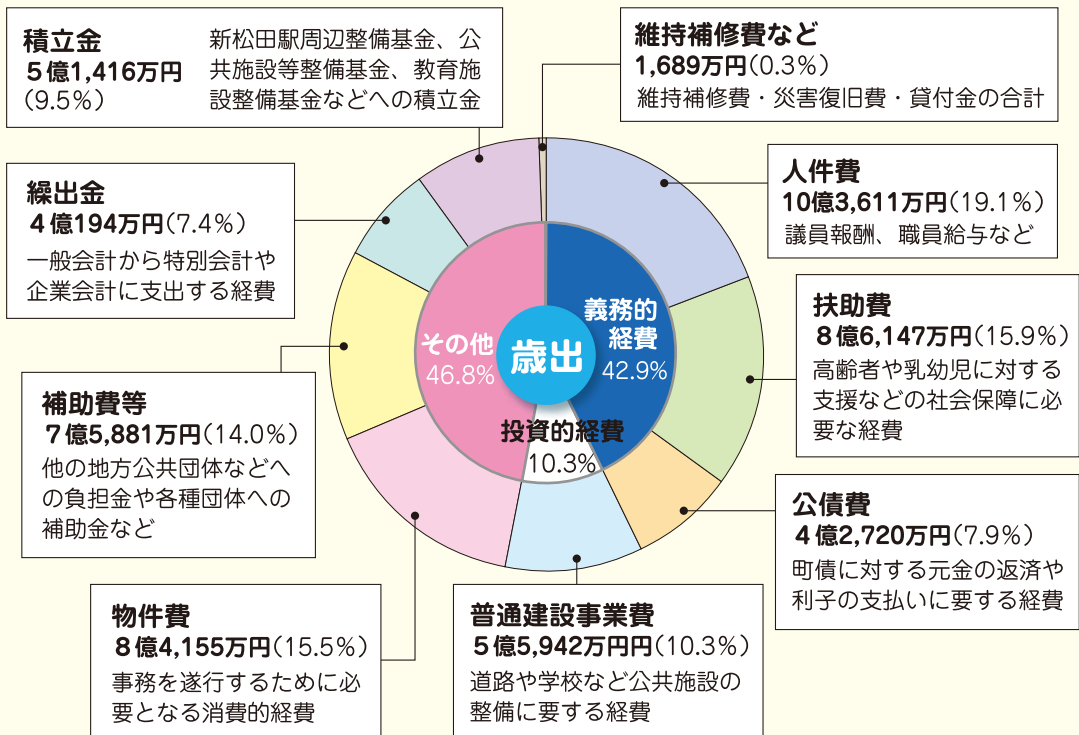 積立金
5億1,416万円
(9.5%)
新松田駅周辺整備基金、公
共施設等整備基金、教育施
設整備基金などへの積立金
維持補修費など
1,689万円(0.3%)
維持補修費・災害復旧費・貸付金の合計
繰出金
4億194万円(7.4%)
一般会計から特別会計や
企業会計に支出する経費
人件費
10億3,611万円(19.1%)
議員報酬、職員給与など
扶助費
8億6,147万円(15.9%)
高齢者や乳幼児に対する
支援などの社会保障に必
要な経費
補助費等
7億5,881万円(14.0%)
他の地方公共団体などへ
の負担金や各種団体への
補助金など
公債費
4億2,720万円(7.9%)
町債に対する元金の返済や
利子の支払いに要する経費
物件費
8億4,155万円(15.5%)
事務を遂行するために必
要となる消費的経費
普通建設事業費
5億5,942万円円(10.3%)
道路や学校など公共施設の
整備に要する経費
歳出
義務的
経費
42.9%
投資的経費
10.3%
その他
46.8%